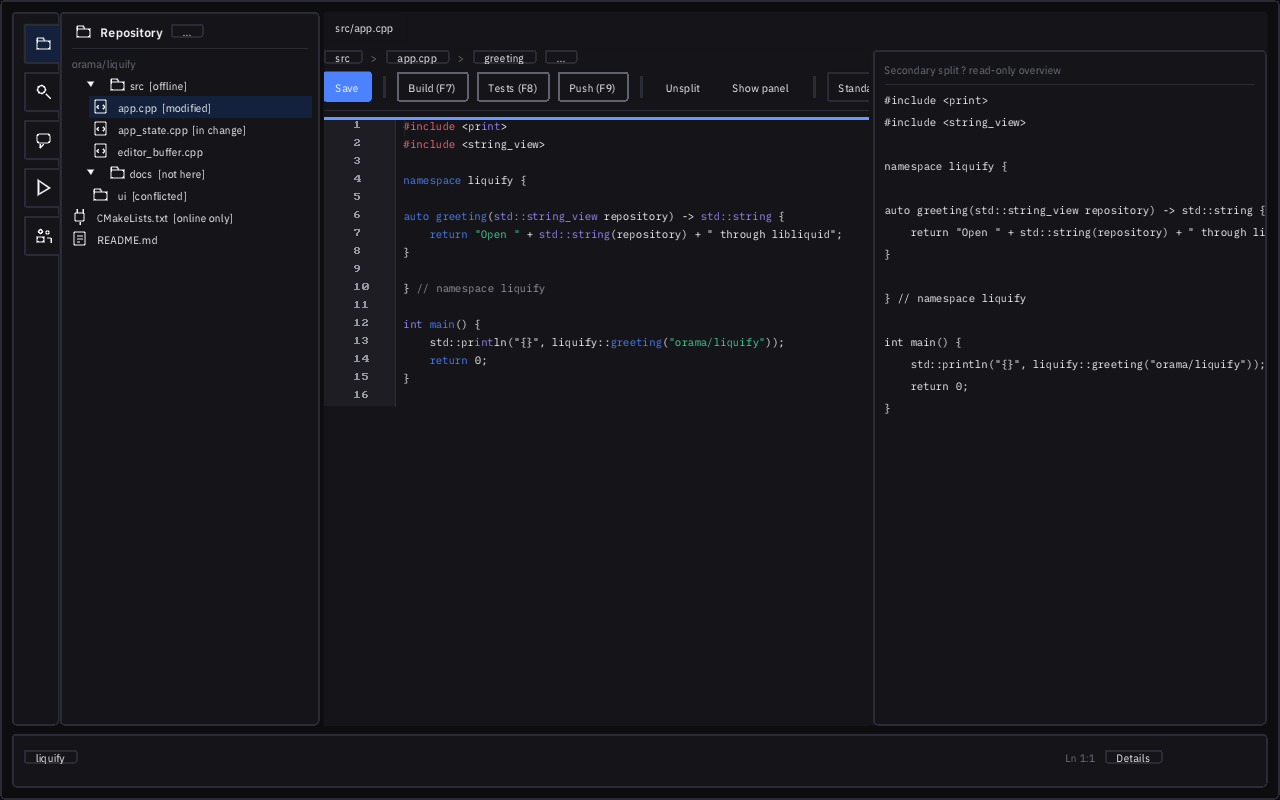 Repository ...
orama/liquify
src [offline]
app.cpp [modified]
app_state.cpp [in change]
editor_buffer.cpp
docs [not here]
ui [conflicted]
CMakeLists.txt [online only]
README.md
src/app.cpp
src > app.cpp > greeting ...
Save Build (F7) Tests (F8) Push (F9) Unsplit Show panel Standa
1 #include <print>
2 #include <string_view>
3
4 namespace liquify {
5
6 auto greeting(std::string_view repository) -> std::string {
7 return "Open " + std::string(repository) + " through libliquid";
8 }
9
10 } // namespace liquify
11
12 int main() {
13 std::println("{}", liquify::greeting("orama/liquify"));
14 return 0;
15 }
16
Secondary split ? read-only overview
#include <print>
#include <string_view>
namespace liquify {
auto greeting(std::string_view repository) -> std::string {
return "Open " + std::string(repository) + " through li
}
} // namespace liquify
int main() {
std::println("{}", liquify::greeting("orama/liquify"));
return 0;
}
liquify
Ln 1:1 Details